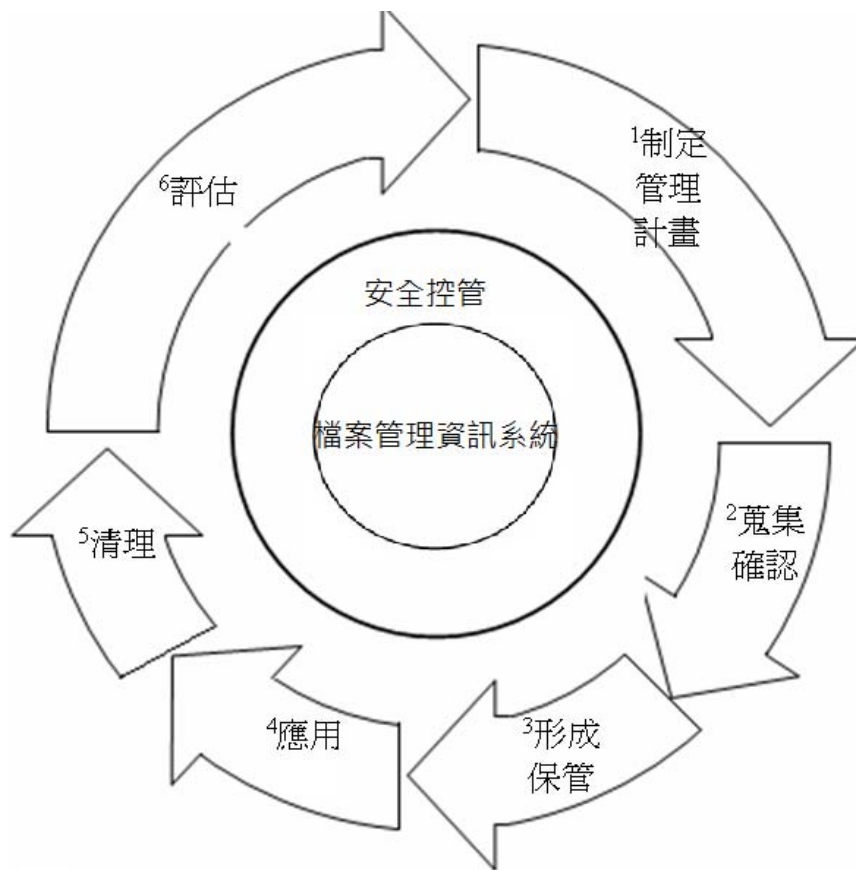 ¹制定
管理
計畫
²蒐集
確認
³形成
保管
⁴應用
⁵清理
⁶評估
安全控管
檔案管理資訊系統